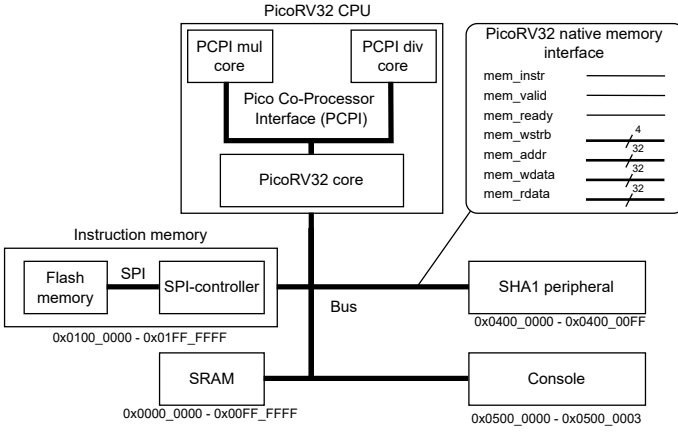 PicoRV32 CPU
PCPI mul
core
PCPI div
core
Pico Co-Processor
Interface (PCPI)
PicoRV32 core
PicoRV32 native memory
interface
mem_instr
mem_valid
mem_ready
mem_wstrb 4
mem_addr 32
mem_wdata 32
mem_rdata 32
Instruction memory
Flash
memory
SPI
SPI-controller
0x0100_0000 - 0x01FF_FFFF
Bus
SHA1 peripheral
0x0400_0000 - 0x0400_00FF
SRAM
0x0000_0000 - 0x00FF_FFFF
Console
0x0500_0000 - 0x0500_0003